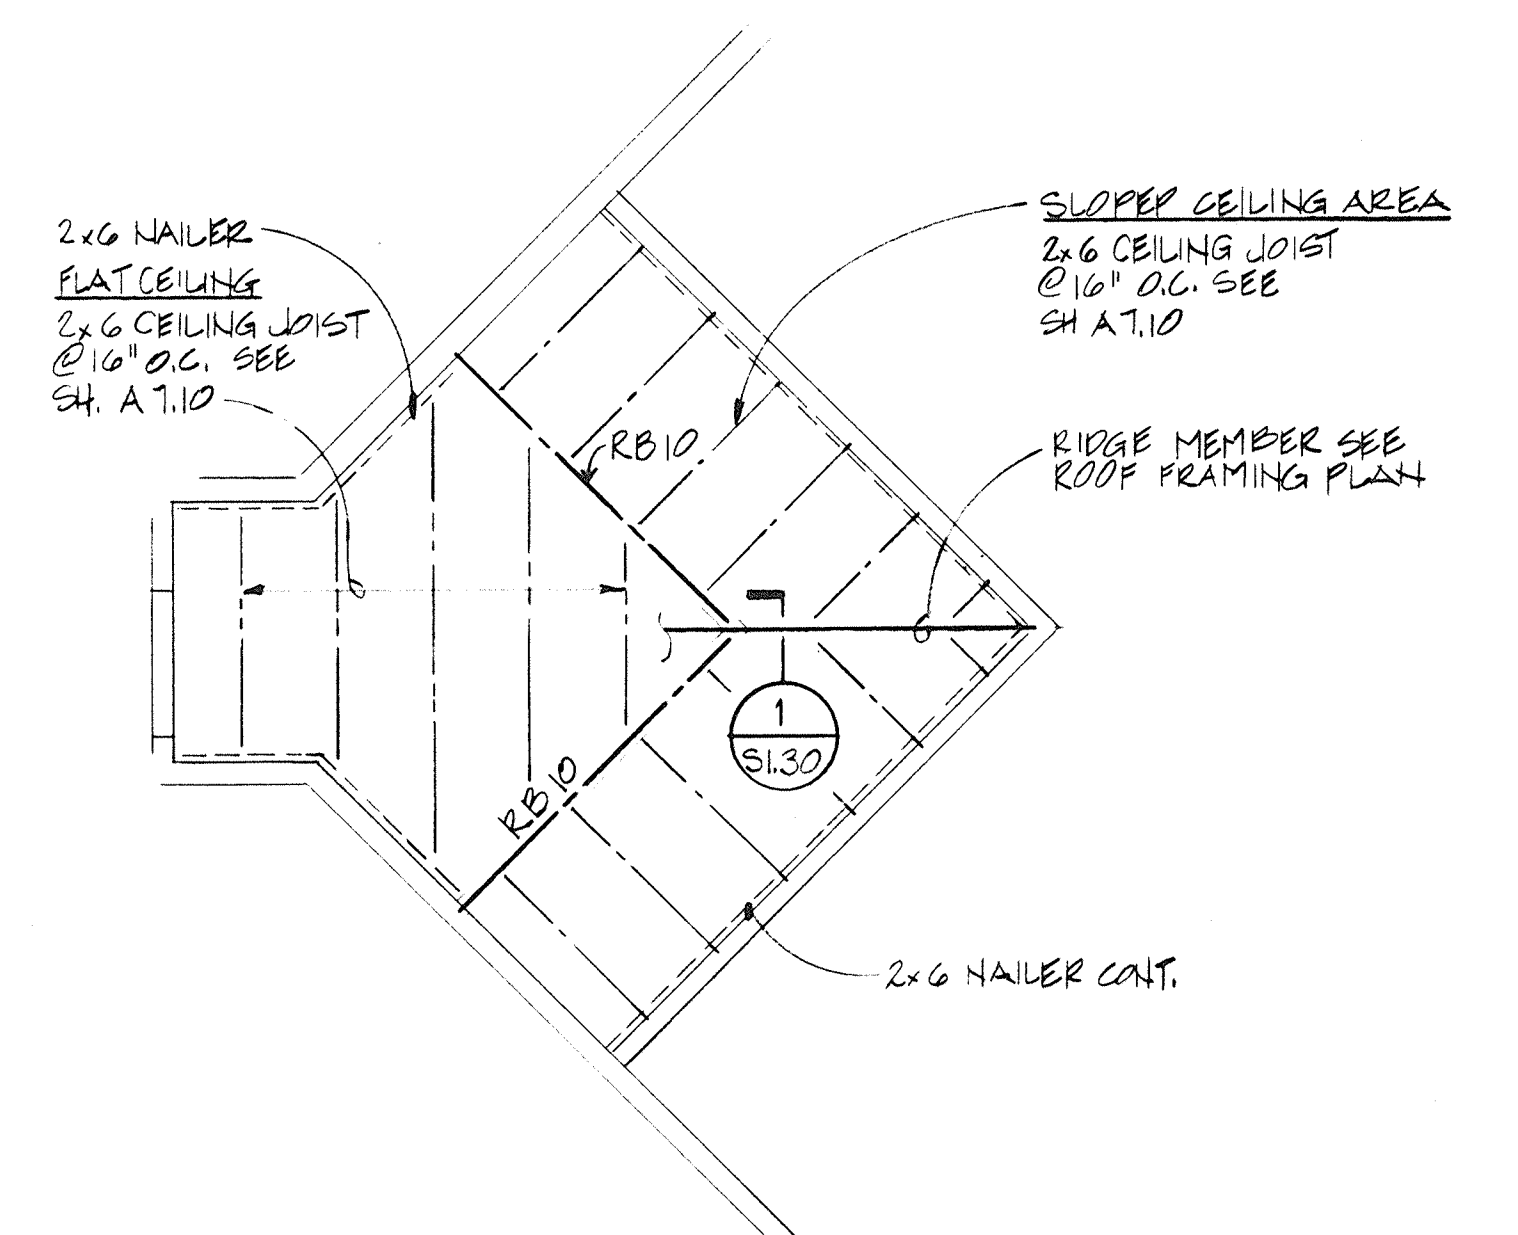 2x6 NAILER
FLAT CEILING
2x6 CEILING JOIST
@ 16" O.C. SEE
SH. A7.10
SLOPED CEILING AREA
2x6 CEILING JOIST
@ 16" O.C. SEE
SH A7.10
RB10
RIDGE MEMBER SEE
ROOF FRAMING PLAN
1
S1.30
RB10
2x6 NAILER CONT.